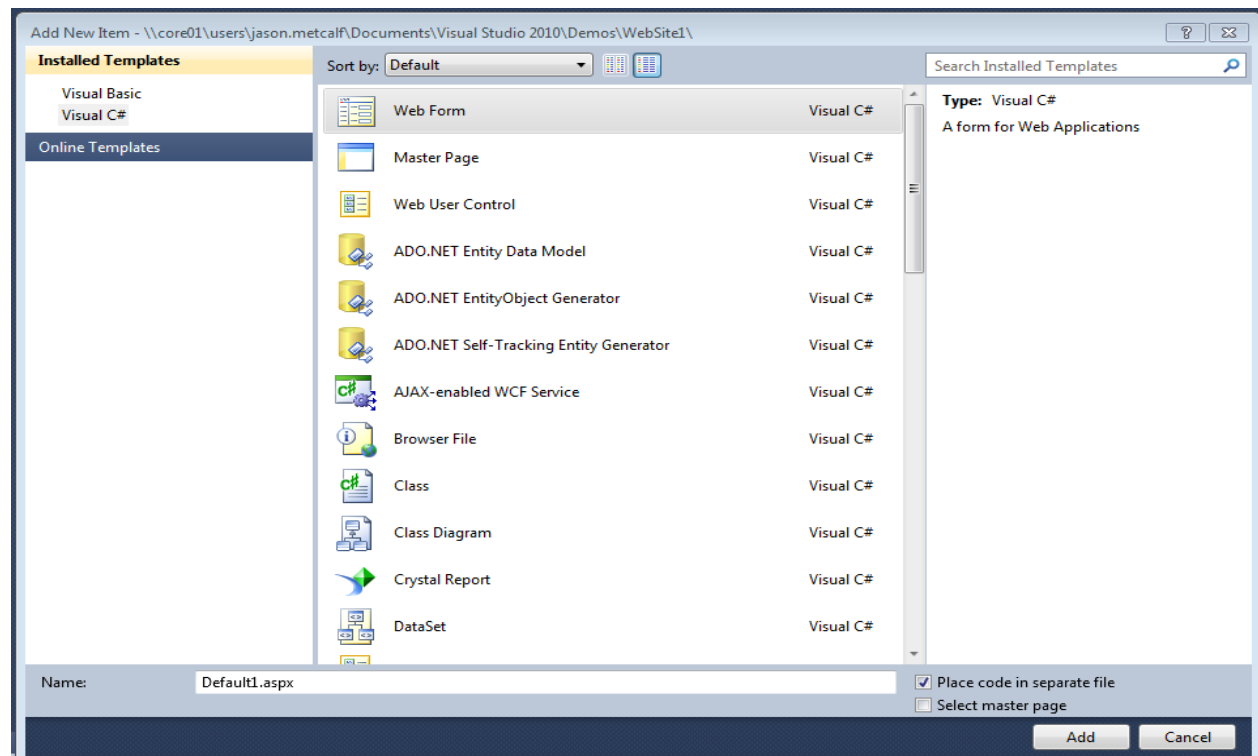 Add New Item - \\core01\users\jason.metcalf\Documents\Visual Studio 2010\Demos\WebSite1\
Installed Templates
Visual Basic
Visual C#
Online Templates
Sort by: Default
Search Installed Templates
Web Form Visual C#
Master Page Visual C#
Web User Control Visual C#
ADO.NET Entity Data Model Visual C#
ADO.NET EntityObject Generator Visual C#
ADO.NET Self-Tracking Entity Generator Visual C#
AJAX-enabled WCF Service Visual C#
Browser File Visual C#
Class Visual C#
Class Diagram Visual C#
Crystal Report Visual C#
DataSet Visual C#
Type: Visual C#
A form for Web Applications
Name: Default1.aspx
Place code in separate file
Select master page
Add Cancel